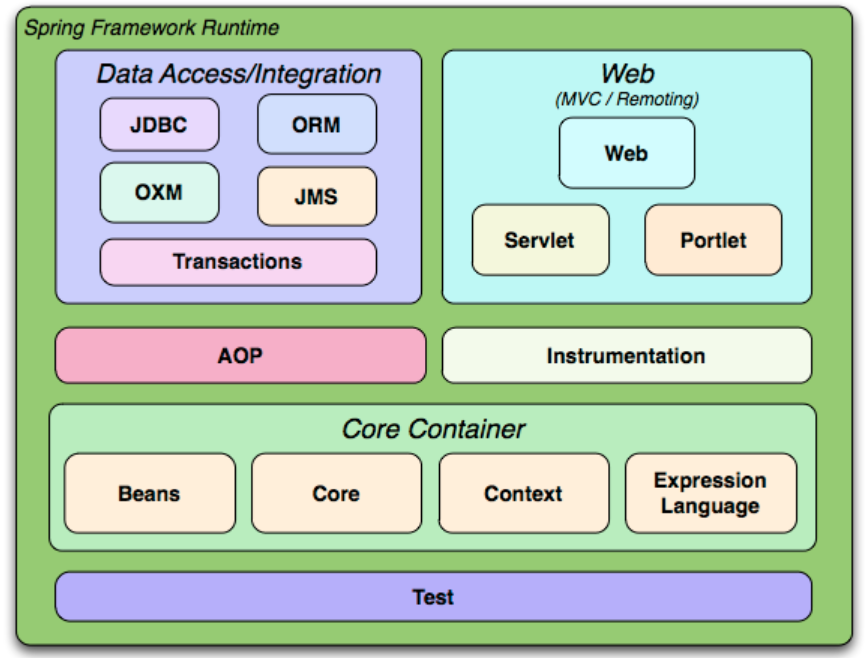 Spring Framework Runtime
Data Access/Integration
JDBC
ORM
OXM
JMS
Transactions
Web
(MVC / Remoting)
Web
Servlet
Portlet
AOP
Instrumentation
Core Container
Beans
Core
Context
Expression
Language
Test